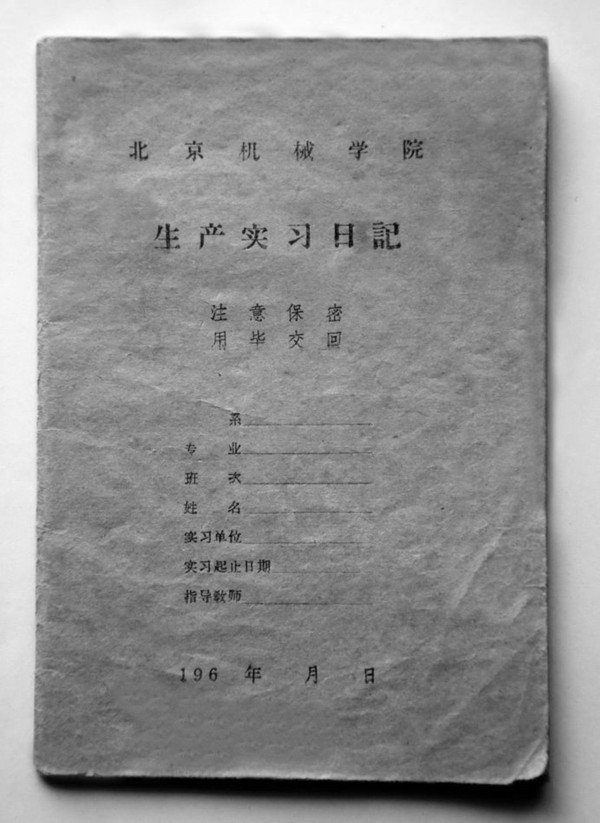 北京机械学院
生产实习日記
注意保密
用毕交回
系
专业
班次
姓名
实习单位
实习起止日期
指导教师
196 年 月 日